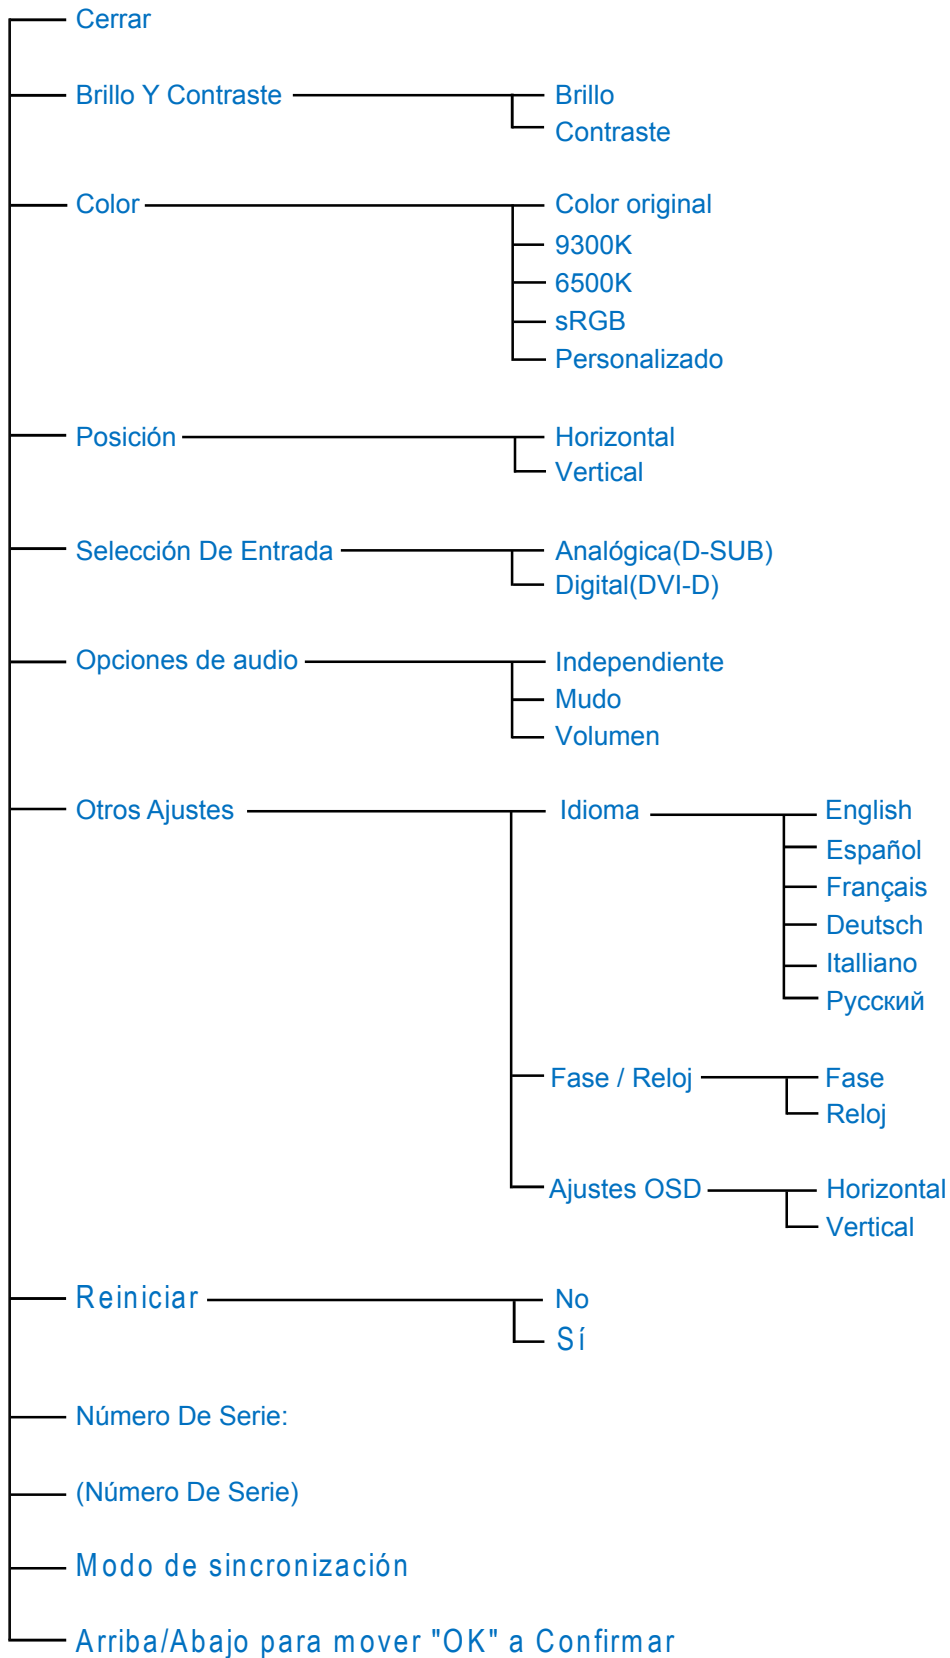 Cerrar
Brillo Y Contraste
Brillo
Contraste
Color
Color original
9300K
6500K
sRGB
Personalizado
Posición
Horizontal
Vertical
Selección De Entrada
Analógica(D-SUB)
Digital(DVI-D)
Opciones de audio
Independiente
Mudo
Volumen
Otros Ajustes
Idioma
English
Español
Français
Deutsch
Italliano
Русский
Fase / Reloj
Fase
Reloj
Ajustes OSD
Horizontal
Vertical
Reiniciar
No
Sí
Número De Serie:
(Número De Serie)
Modo de sincronización
Arriba/Abajo para mover "OK" a Confirmar